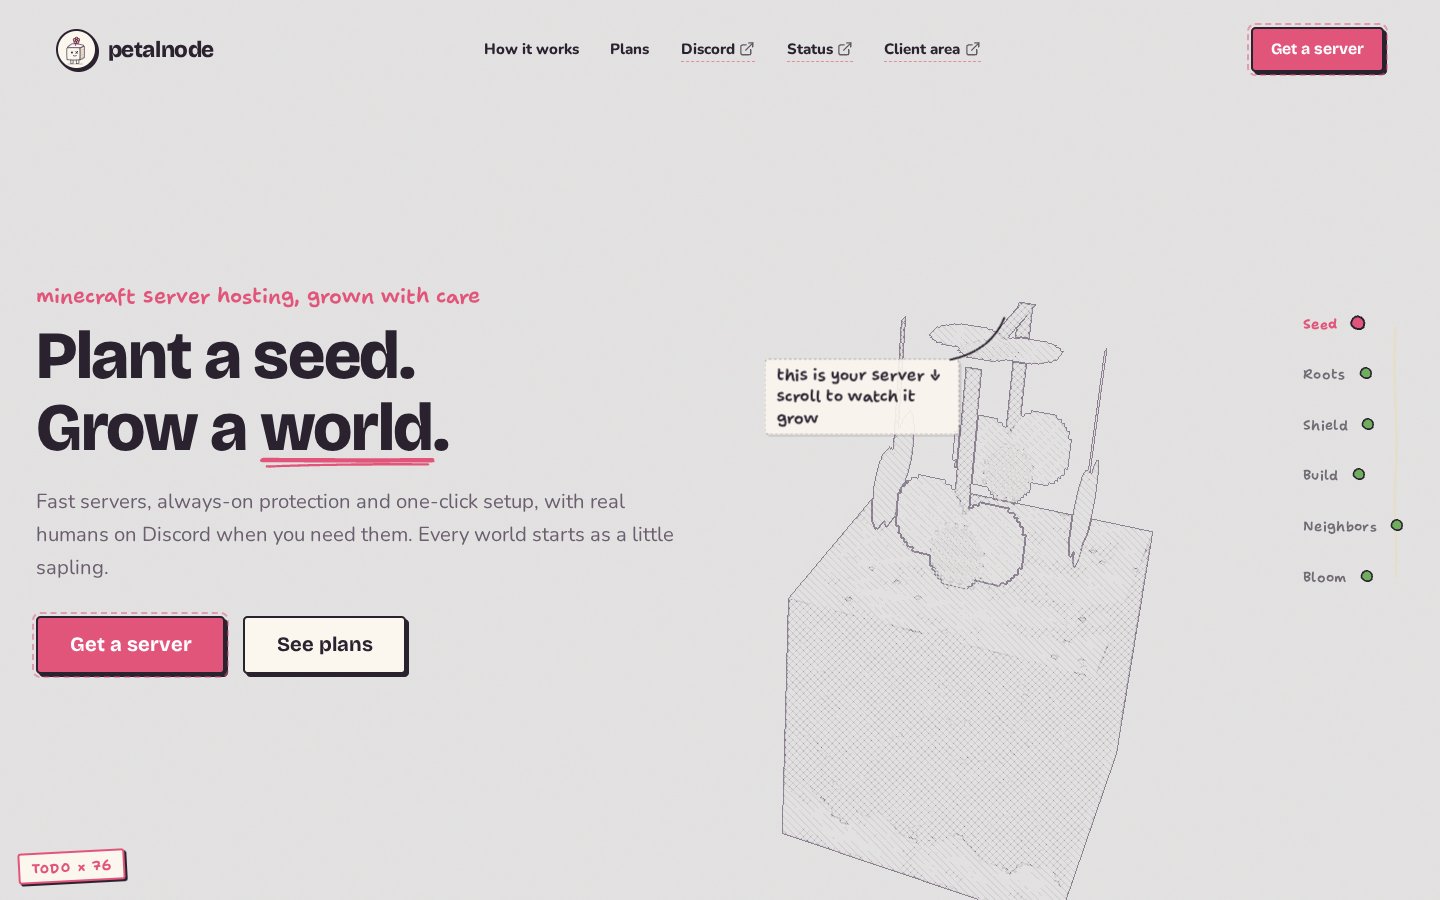 petalnode
How it works
Plans
Discord
Status
Client area
Get a server
minecraft server hosting, grown with care
Plant a seed.
Grow a world.
Fast servers, always-on protection and one-click setup, with real
humans on Discord when you need them. Every world starts as a little
sapling.
Get a server
See plans
this is your server ↓
scroll to watch it
grow
Seed
Roots
Shield
Build
Neighbors
Bloom
TODO x 76